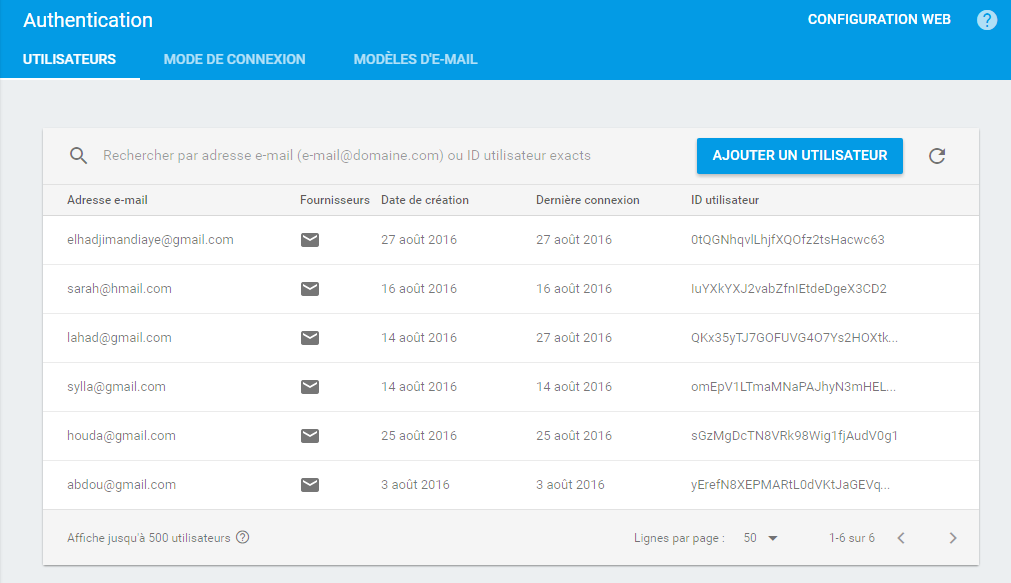 Authentication
CONFIGURATION WEB ?
UTILISATEURS MODE DE CONNEXION MODÈLES D'E-MAIL
Rechercher par adresse e-mail (e-mail@domaine.com) ou ID utilisateur exacts AJOUTER UN UTILISATEUR
Adresse e-mail Fournisseurs Date de création Dernière connexion ID utilisateur
elhadjimandiaye@gmail.com 27 août 2016 27 août 2016 0tQGNhqvlLhjfXQOfz2tsHacwc63
sarah@hmail.com 16 août 2016 16 août 2016 IuYXkYXJ2vabZfnIEtdeDgeX3CD2
lahad@gmail.com 14 août 2016 27 août 2016 QKx35yTJ7GOFUVG4O7Ys2HOXtk...
sylla@gmail.com 14 août 2016 14 août 2016 omEpV1LTmaMNaPAJhyN3mHEL...
houda@gmail.com 25 août 2016 25 août 2016 sGzMgDcTN8VRk98Wig1fjAudV0g1
abdou@gmail.com 3 août 2016 3 août 2016 yErefN8XEPMARtL0dVKtJaGEVq...
Affiche jusqu'à 500 utilisateurs ? Lignes par page : 50 1-6 sur 6